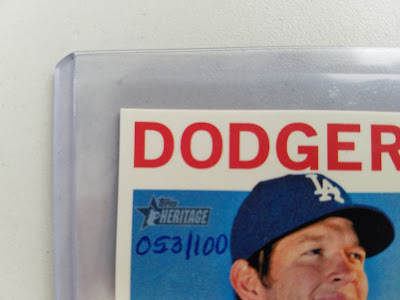 DODGER
LA
Topps
HERITAGE
053/100